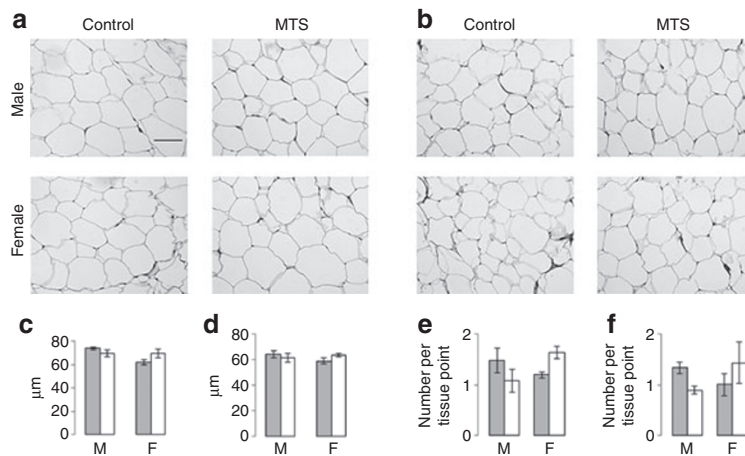 a
Control
MTS
b
Control
MTS
Male
Female
c
80
60
40
20
0
μm
M
F
d
80
60
40
20
0
μm
M
F
e
2
1
0
Number per
tissue point
M
F
f
2
1
0
Number per
tissue point
M
F